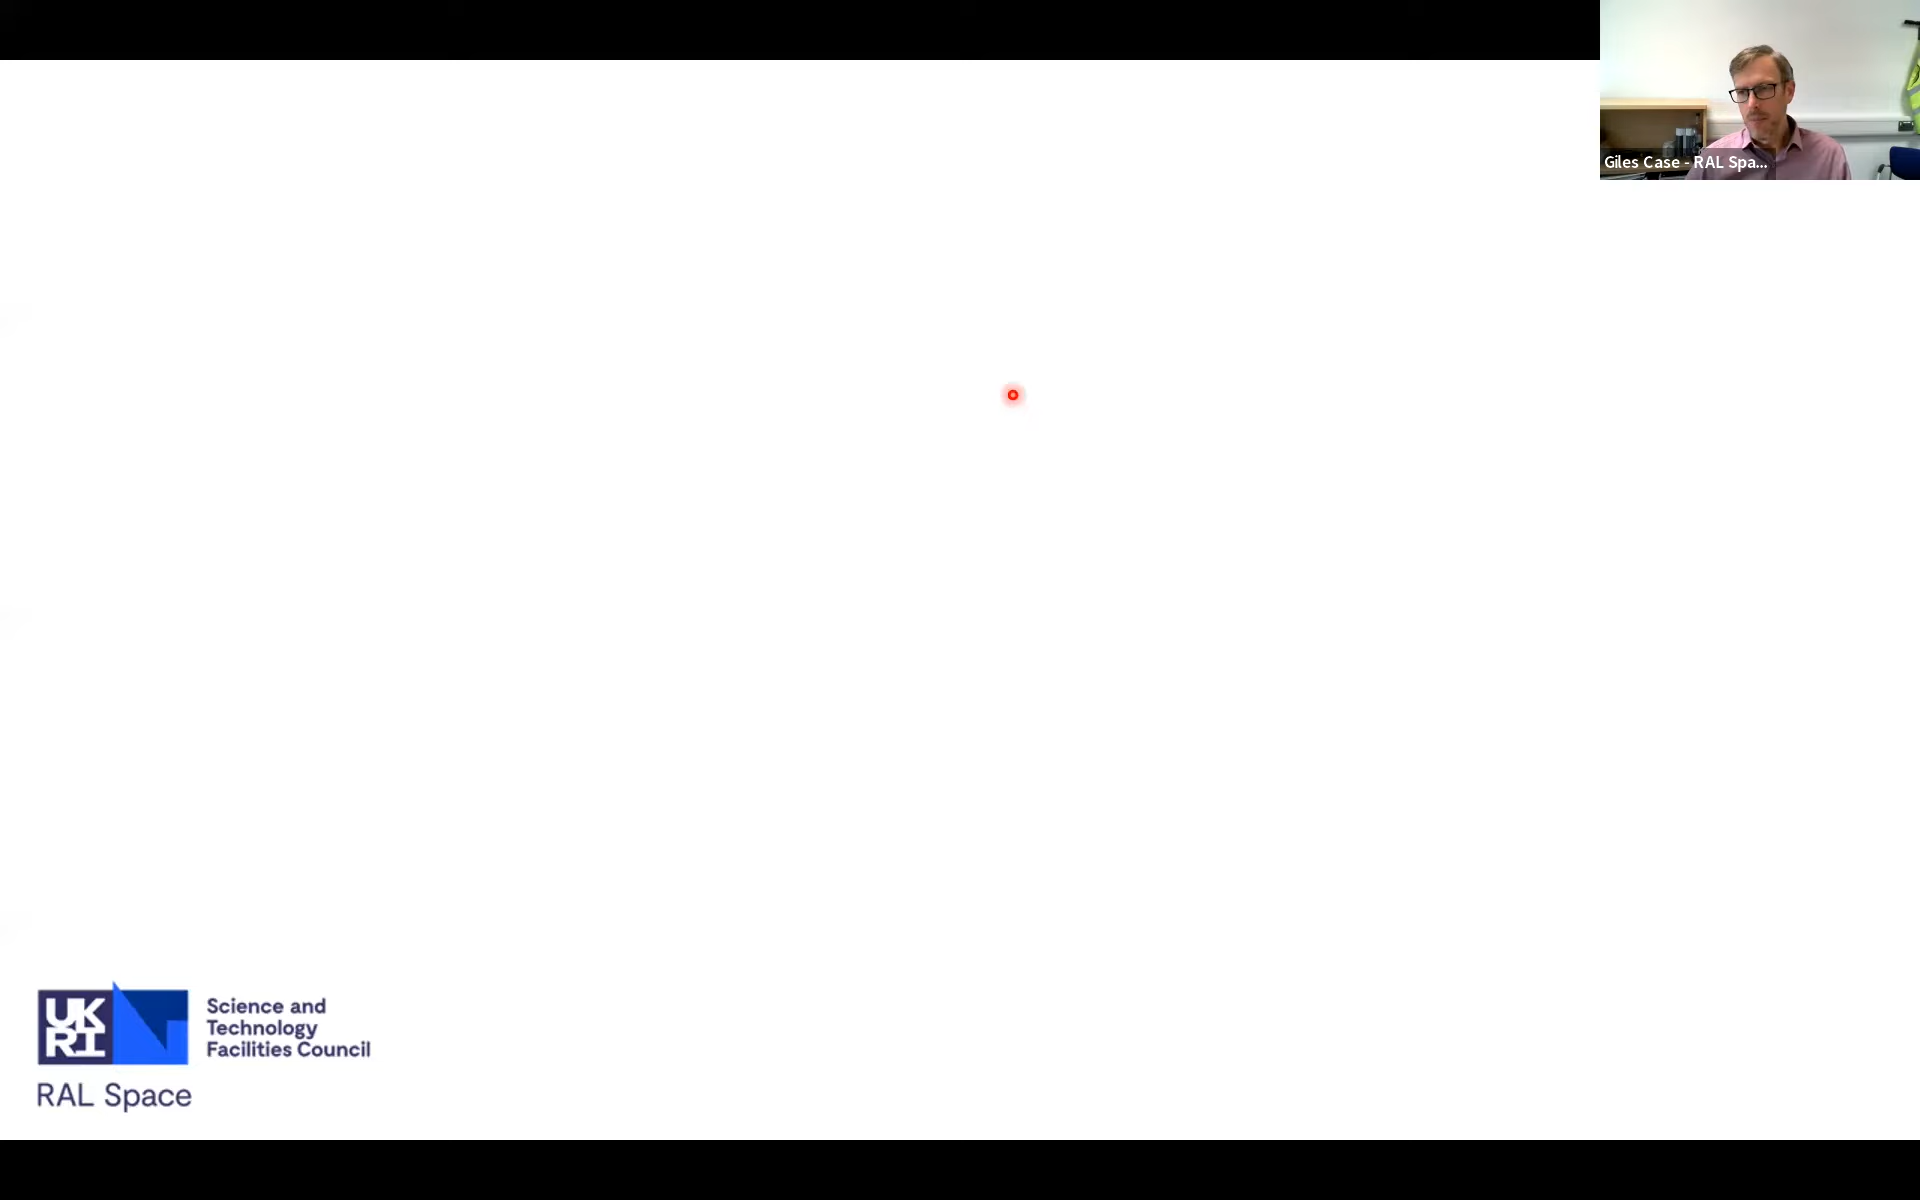 Giles Case - RAL Spa...
UK
RI
Science and
Technology
Facilities Council
RAL Space